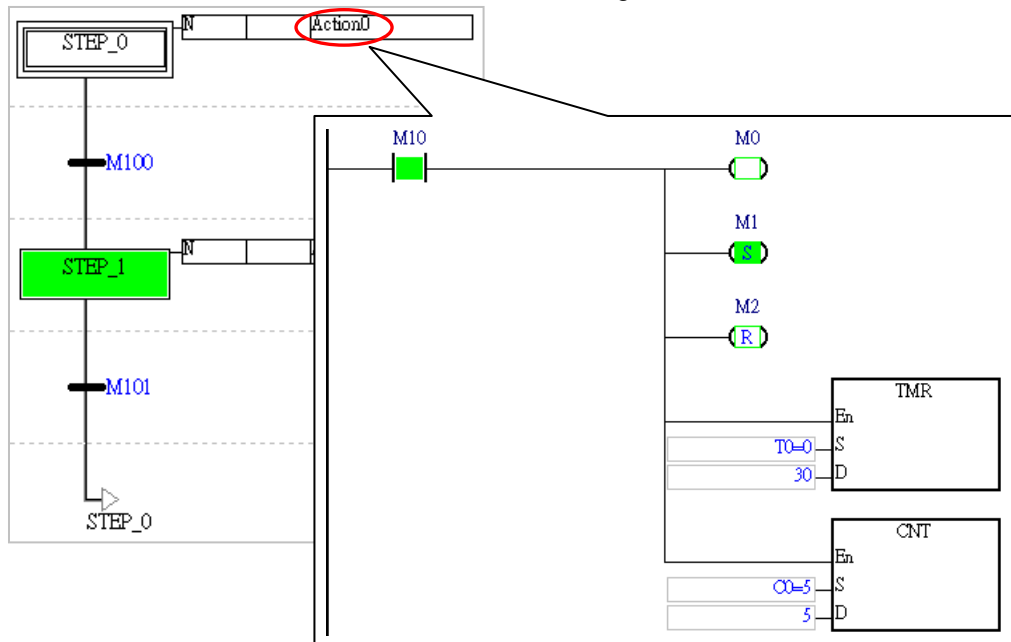 N Action0
STEP_0
M100
N
STEP_1
M101
STEP_0
M10 M0
M1
S
M2
R
TMR
En
T0=0 S
30 D
CNT
En
C0=5 S
5 D